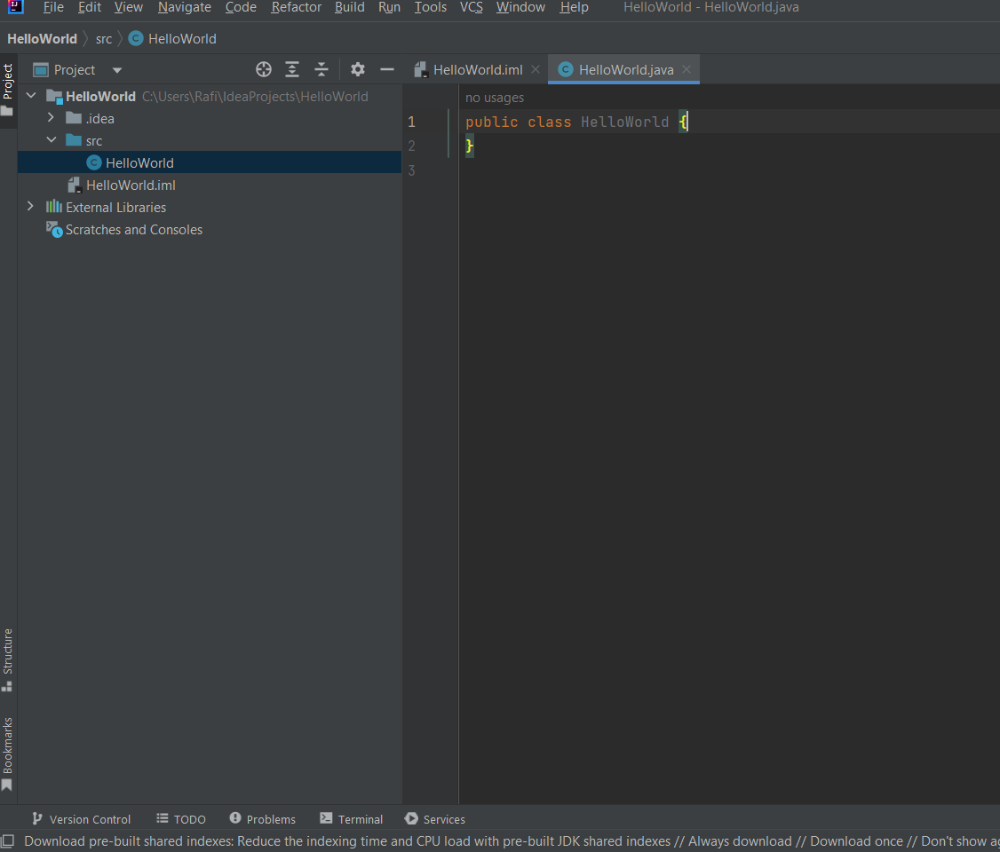 File Edit View Navigate Code Refactor Build Run Tools VCS Window Help HelloWorld - HelloWorld.java
HelloWorld src HelloWorld
Project
Project
HelloWorld.iml
HelloWorld.java
HelloWorld C:\Users\Rafi\IdeaProjects\HelloWorld
.idea
src
HelloWorld
HelloWorld.iml
External Libraries
Scratches and Consoles
no usages
1 public class HelloWorld {
2 }
3
Structure
Bookmarks
Version Control TODO Problems Terminal Services
Download pre-built shared indexes: Reduce the indexing time and CPU load with pre-built JDK shared indexes // Always download // Download once // Don't show